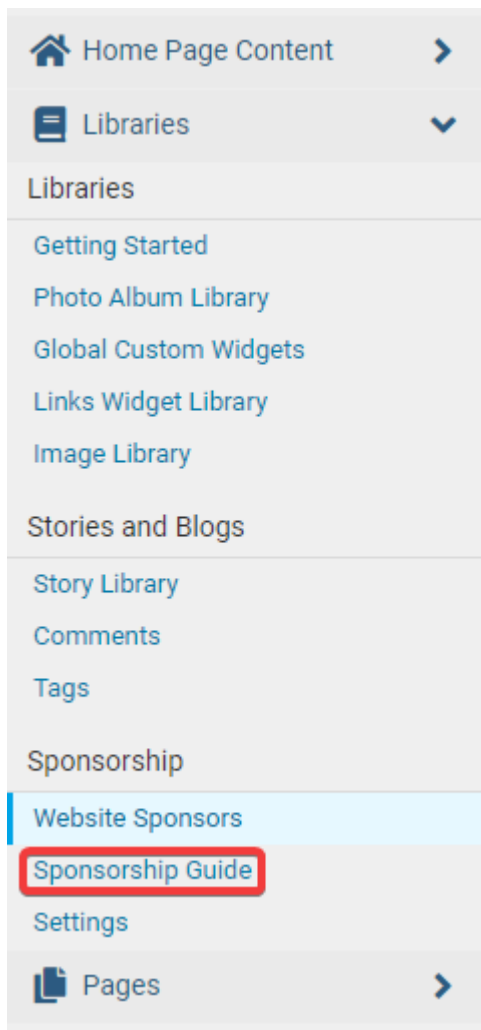 Home Page Content
Libraries
Libraries
Getting Started
Photo Album Library
Global Custom Widgets
Links Widget Library
Image Library
Stories and Blogs
Story Library
Comments
Tags
Sponsorship
Website Sponsors
Sponsorship Guide
Settings
Pages